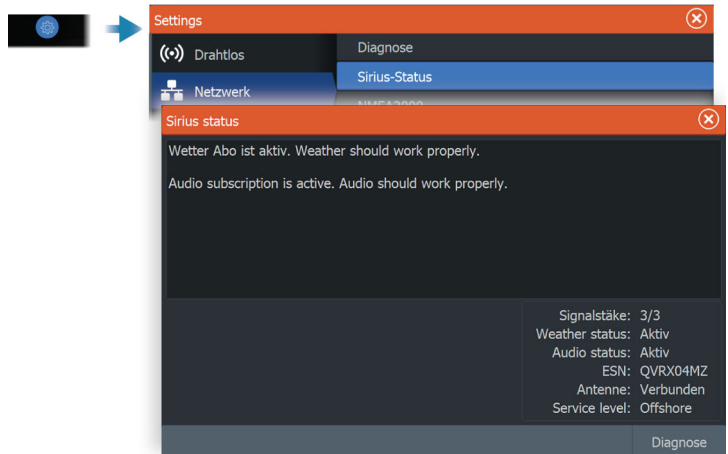 Settings
Drahtlos
Diagnose
Sirius-Status
Netzwerk
NMEA2000
Sirius status
Wetter Abo ist aktiv. Weather should work properly.
Audio subscription is active. Audio should work properly.
Signalstäke: 3/3
Weather status: Aktiv
Audio status: Aktiv
ESN: QVRX04MZ
Antenne: Verbunden
Service level: Offshore
Diagnose